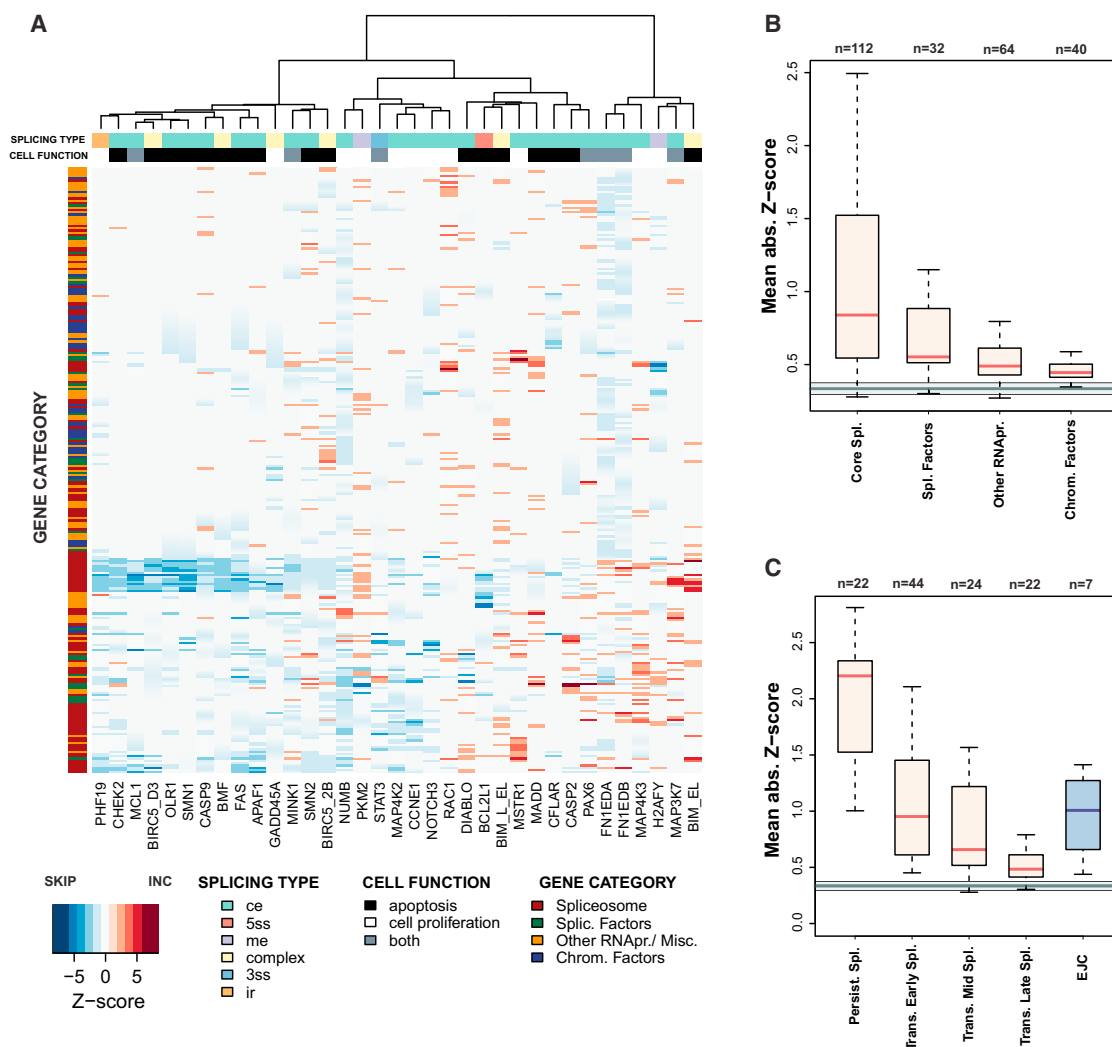 A
SPLICING TYPE
CELL FUNCTION
GENE CATEGORY
PHF19
CHEK2
MCL1
BIRC5_D3
OLR1
SMN1
CASP9
BMF
FAS
APAF1
GADD45A
MINK1
SMN2
BIRC5_2B
NUMB
PKM2
STAT3
MAP4K2
CCNE1
NOTCH3
RAC1
DIABLO
BCL2L1
BIM_L_EL
MSTR1
MADD
CFLAR
CASP2
PAX6
FN1EDA
FN1EDB
MAP4K3
H2AFY
MAP3K7
BIM_EL
SKIP INC
−5 0 5
Z−score
SPLICING TYPE
ce
5ss
me
complex
3ss
ir
CELL FUNCTION
apoptosis
cell proliferation
both
GENE CATEGORY
Spliceosome
Splic. Factors
Other RNApr./ Misc.
Chrom. Factors
B
n=112 n=32 n=64 n=40
Mean abs. Z−score
2.5
1.5
1.0
0.5
Core Spl.
Spl. Factors
Other RNApr.
Chrom. Factors
C
n=22 n=44 n=24 n=22 n=7
Mean abs. Z−score
2.5
2.0
1.5
1.0
0.5
0.0
Persist. Spl.
Trans. Early Spl.
Trans. Mid Spl.
Trans. Late Spl.
EJC